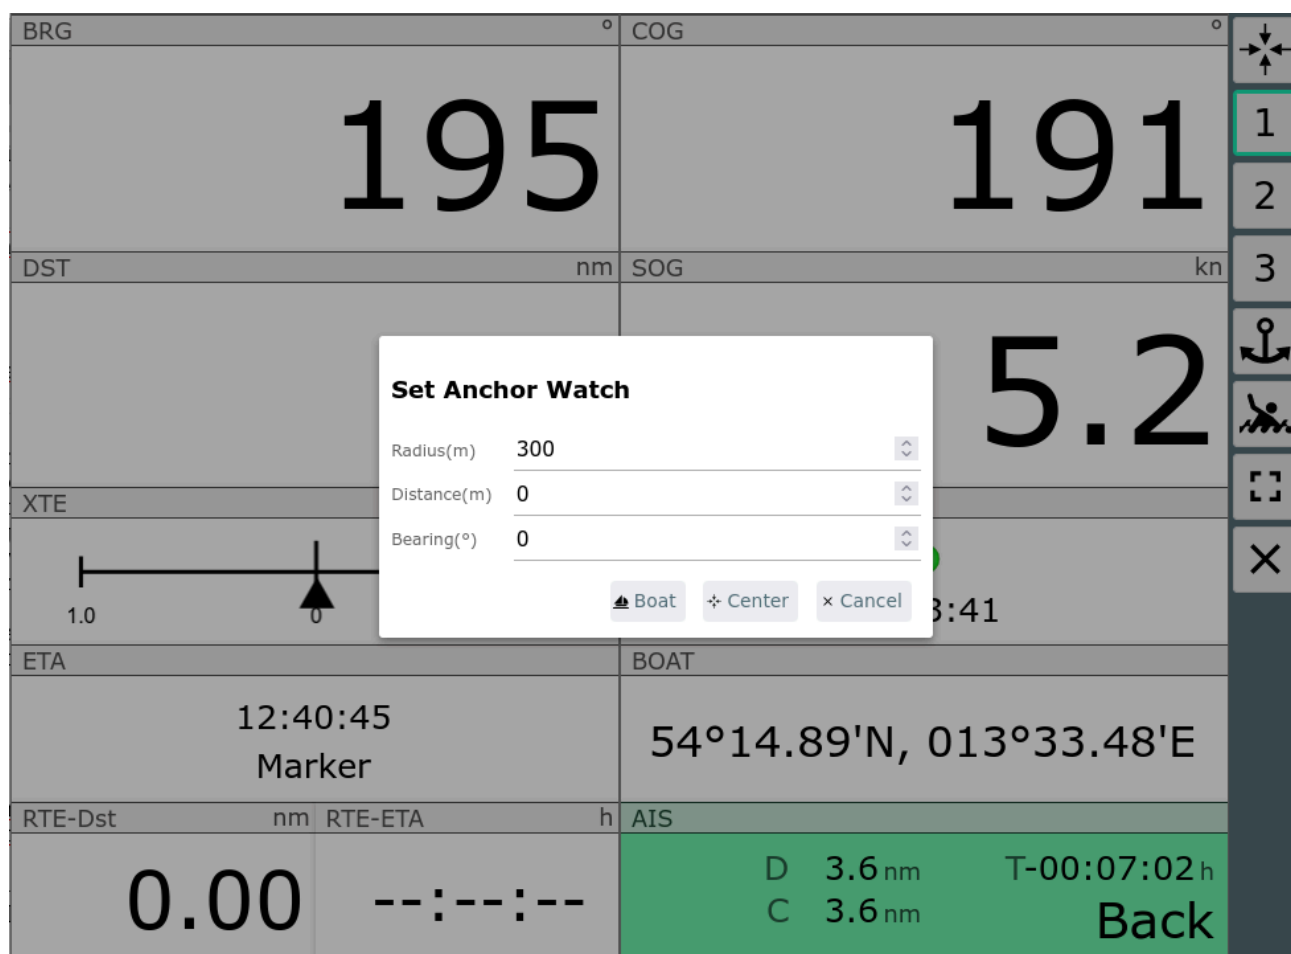 BRG °
195
COG °
191
1
2
3
DST nm
SOG kn
5.2
Set Anchor Watch
Radius(m) 300
Distance(m) 0
Bearing(°) 0
Boat Center Cancel
XTE
1.0 0
:41
ETA
12:40:45
Marker
BOAT
54°14.89'N, 013°33.48'E
RTE-Dst nm
0.00
RTE-ETA h
--:--:--
AIS
D 3.6 nm T-00:07:02 h
C 3.6 nm Back